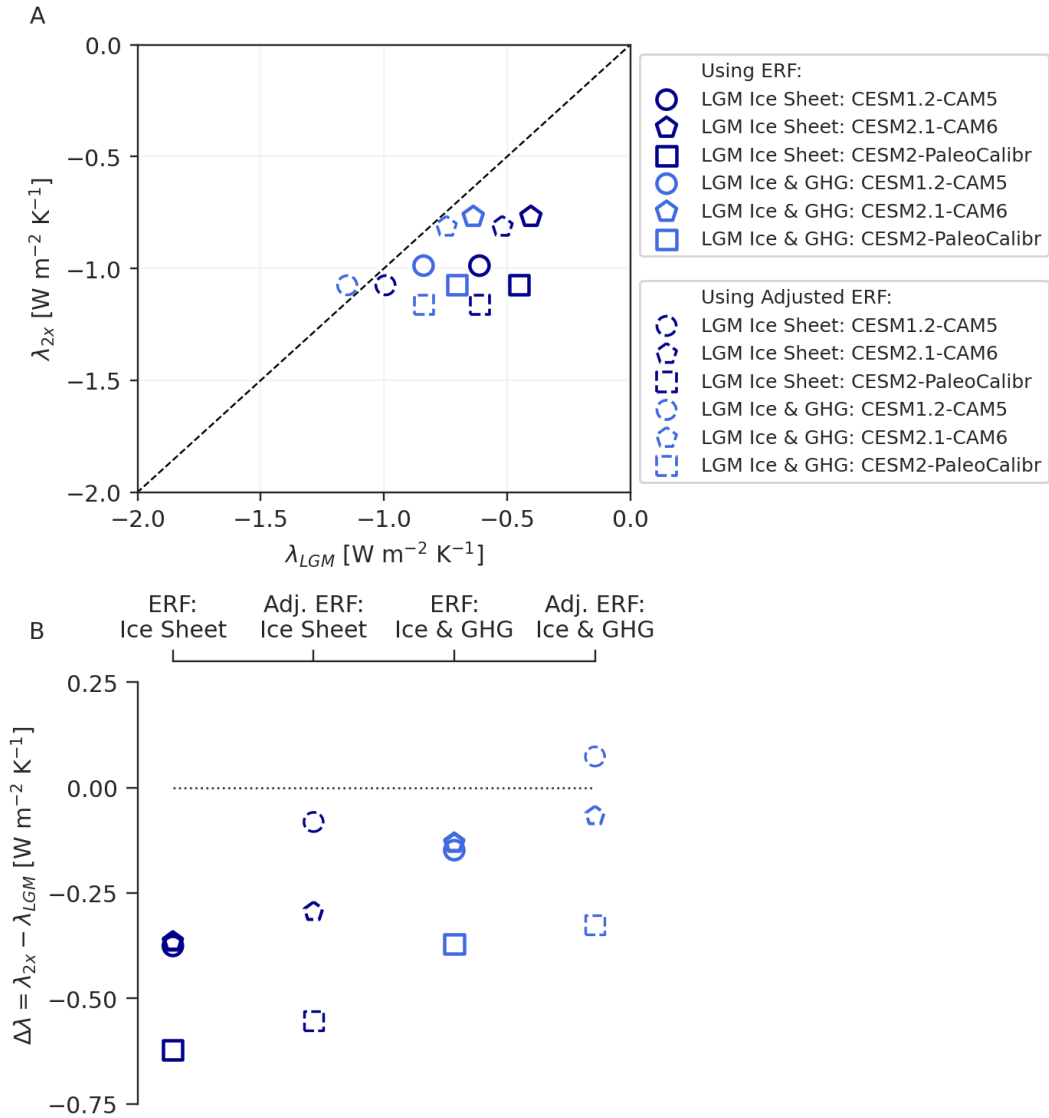 A
0.0
−0.5
−1.0
−1.5
−2.0
λ2x [W m−2 K−1]
−2.0 −1.5 −1.0 −0.5 0.0
λLGM [W m−2 K−1]
Using ERF:
LGM Ice Sheet: CESM1.2-CAM5
LGM Ice Sheet: CESM2.1-CAM6
LGM Ice Sheet: CESM2-PaleoCalibr
LGM Ice & GHG: CESM1.2-CAM5
LGM Ice & GHG: CESM2.1-CAM6
LGM Ice & GHG: CESM2-PaleoCalibr
Using Adjusted ERF:
LGM Ice Sheet: CESM1.2-CAM5
LGM Ice Sheet: CESM2.1-CAM6
LGM Ice Sheet: CESM2-PaleoCalibr
LGM Ice & GHG: CESM1.2-CAM5
LGM Ice & GHG: CESM2.1-CAM6
LGM Ice & GHG: CESM2-PaleoCalibr
B
ERF:
Ice Sheet
Adj. ERF:
Ice Sheet
ERF:
Ice & GHG
Adj. ERF:
Ice & GHG
0.25
0.00
−0.25
−0.50
−0.75
Δλ = λ2x − λLGM [W m−2 K−1]